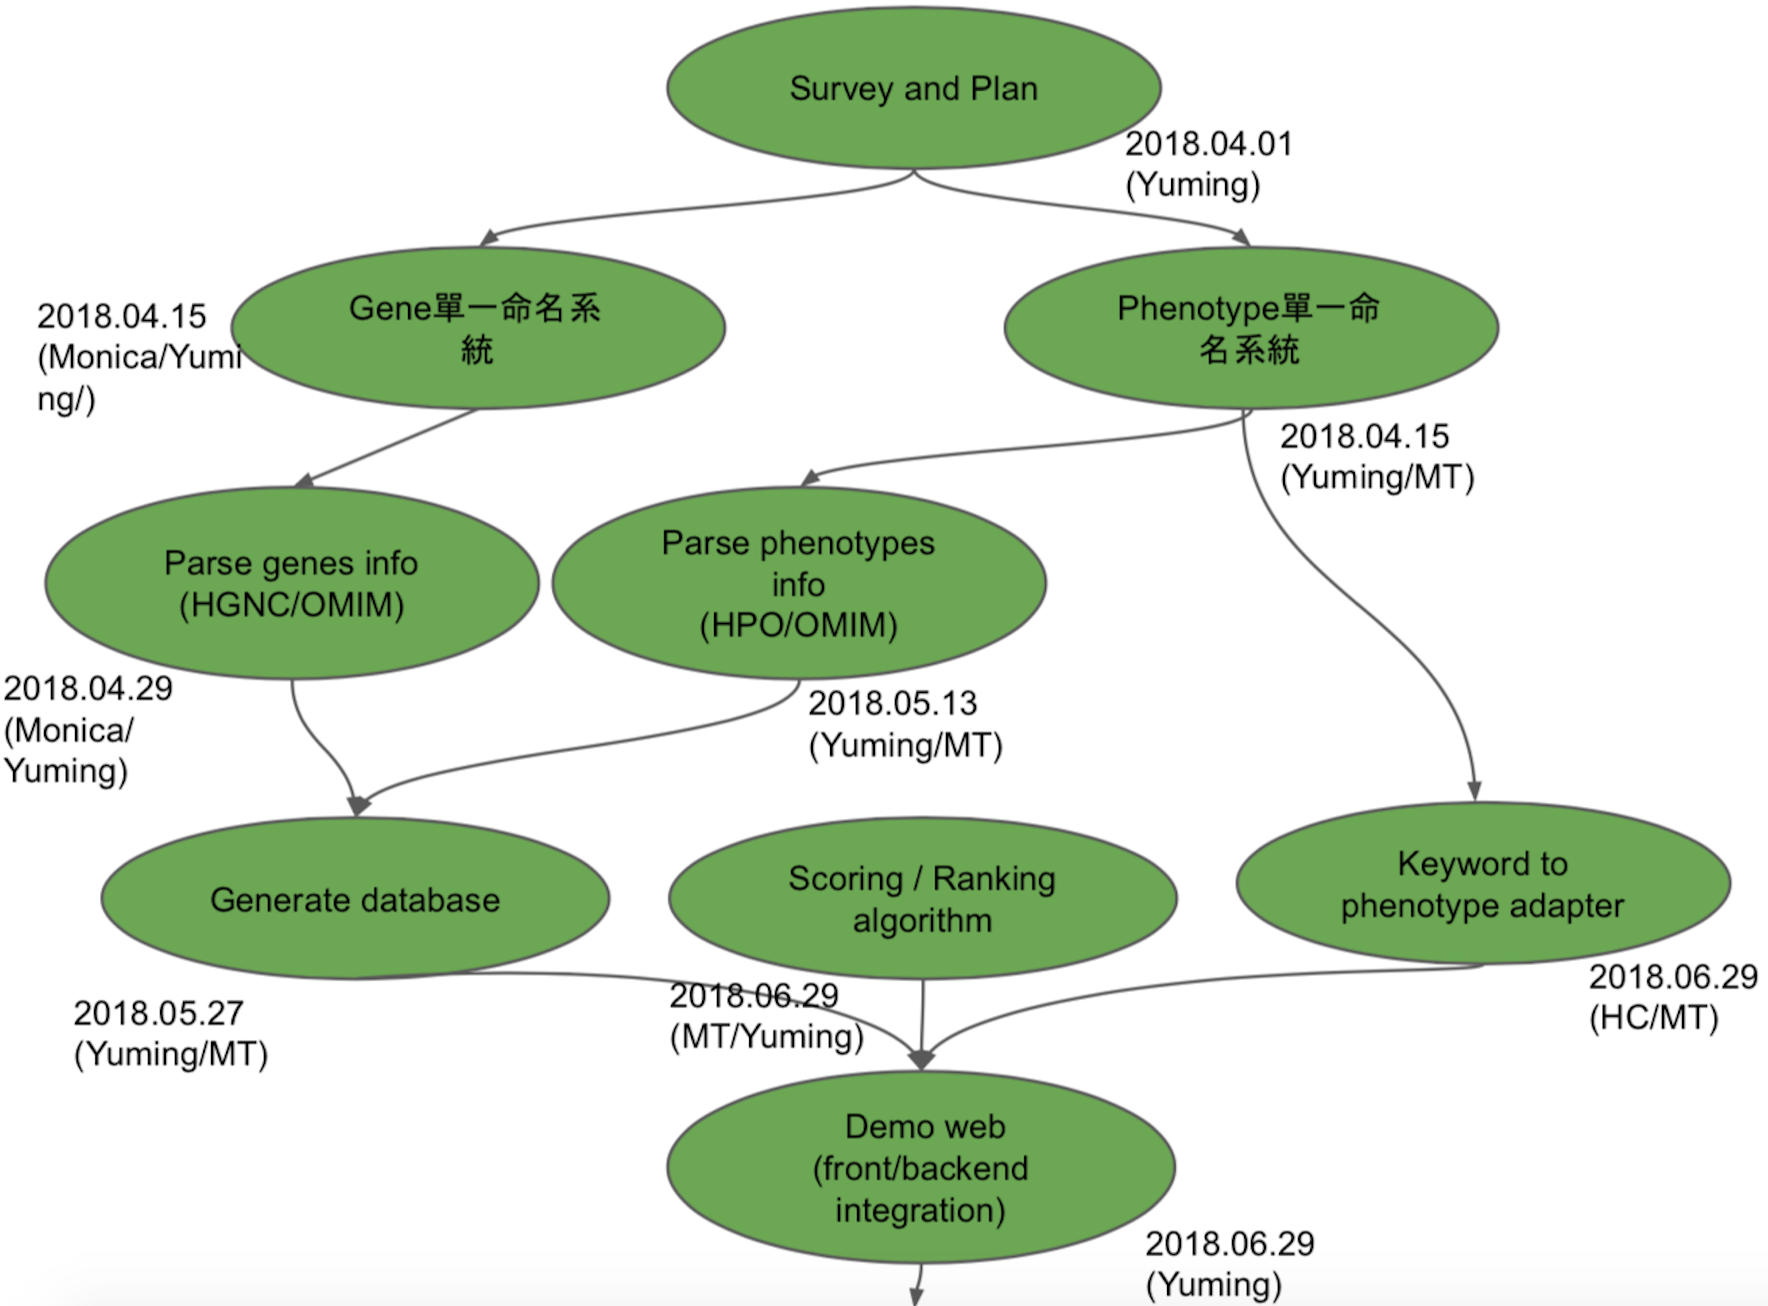 Survey and Plan
2018.04.01
(Yuming)
Gene單一命名系
統
2018.04.15
(Monica/Yumi
ng/)
Phenotype單一命
名系統
2018.04.15
(Yuming/MT)
Parse genes info
(HGNC/OMIM)
2018.04.29
(Monica/
Yuming)
Parse phenotypes
info
(HPO/OMIM)
2018.05.13
(Yuming/MT)
Generate database
2018.05.27
(Yuming/MT)
Scoring / Ranking
algorithm
2018.06.29
(MT/Yuming)
Keyword to
phenotype adapter
2018.06.29
(HC/MT)
Demo web
(front/backend
integration)
2018.06.29
(Yuming)